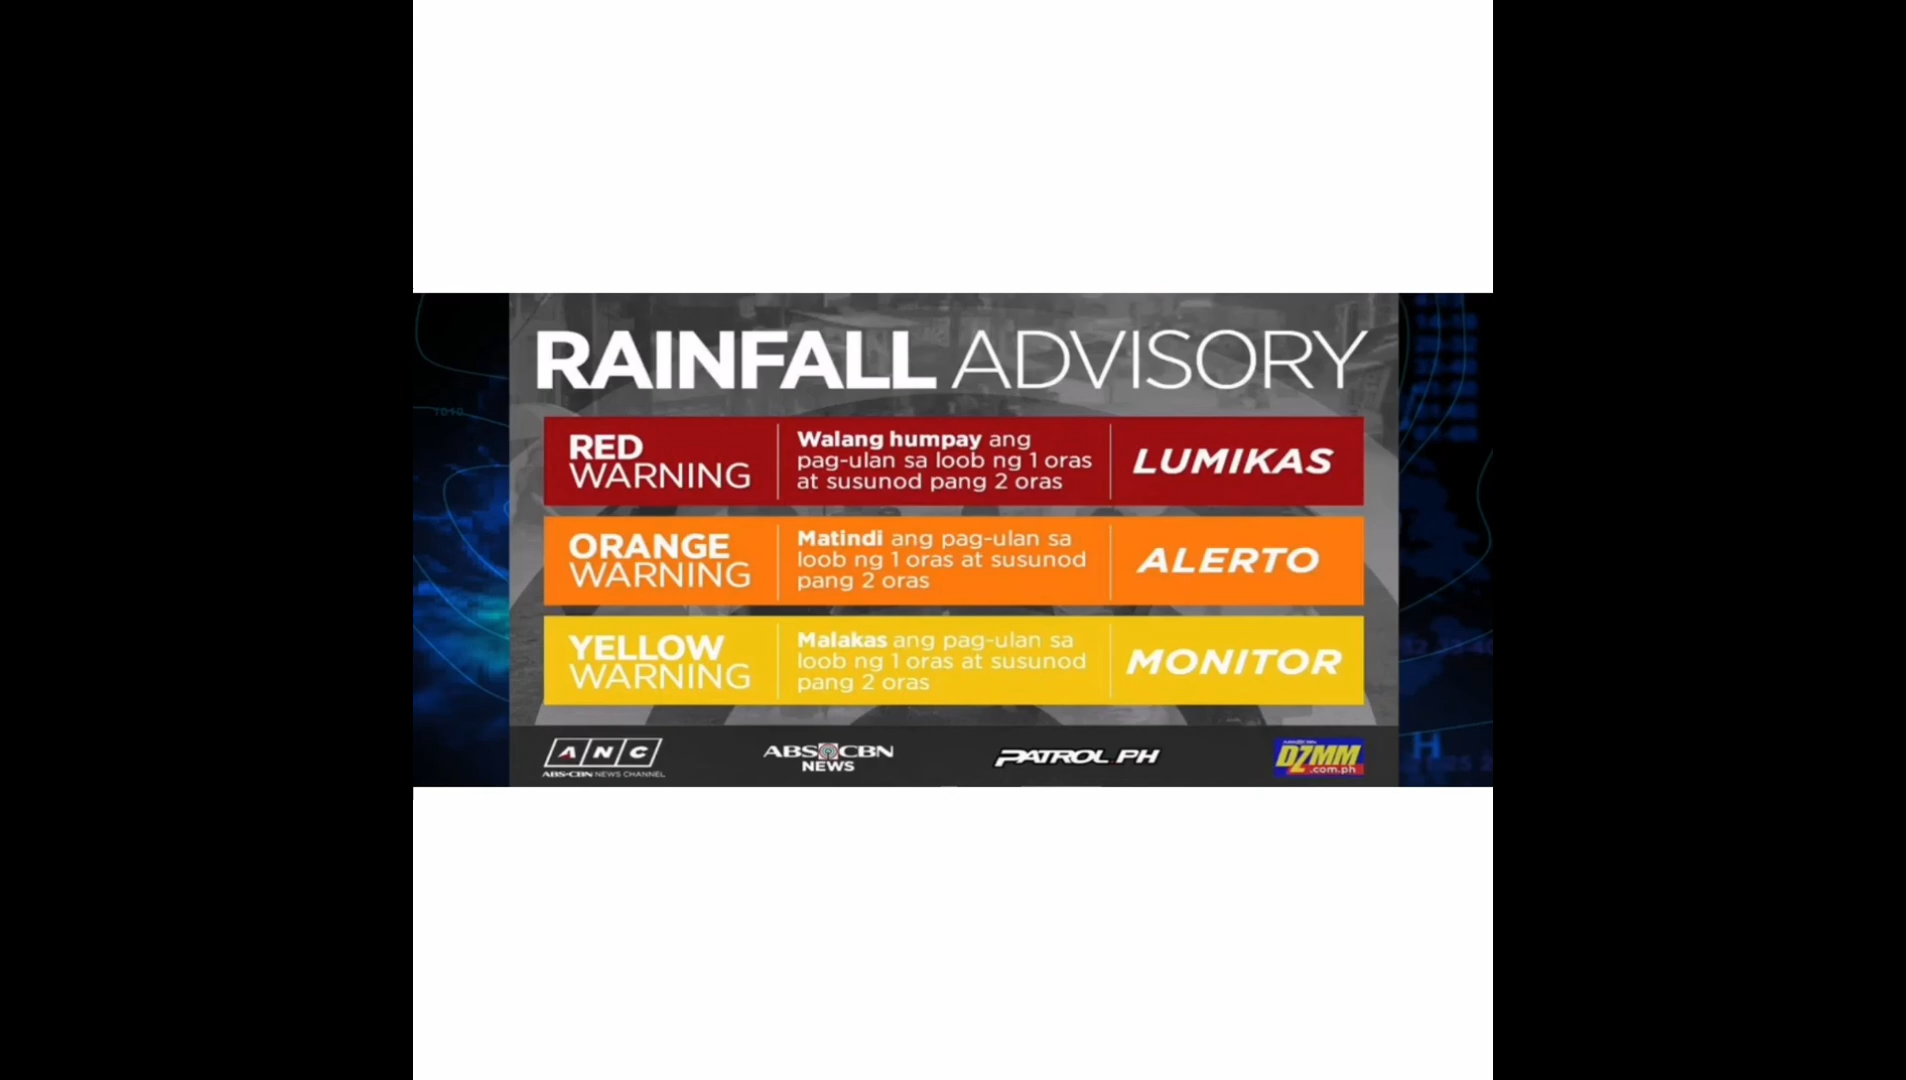 RAINFALL ADVISORY
RED
WARNING
Walang humpay ang
pag-ulan sa loob ng 1 oras
at susunod pang 2 oras
LUMIKAS
ORANGE
WARNING
Matindi ang pag-ulan sa
loob ng 1 oras at susunod
pang 2 oras
ALERTO
YELLOW
WARNING
Malakas ang pag-ulan sa
loob ng 1 oras at susunod
pang 2 oras
MONITOR
ANC
ABS-CBN NEWS CHANNEL
ABS-CBN
NEWS
PATROL PH
DZMM
.com.ph
1010
H